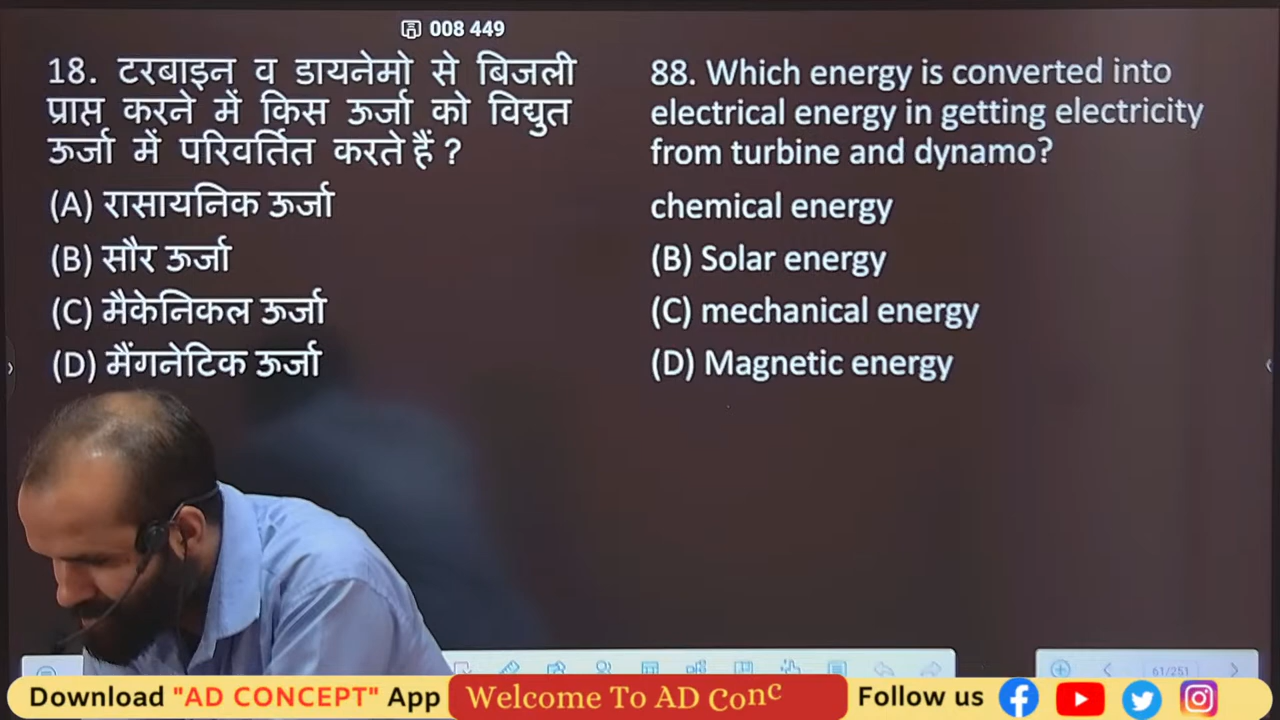 008 449
18. टरबाइन व डायनेमो से बिजली
प्राप्त करने में किस ऊर्जा को विद्युत
ऊर्जा में परिवर्तित करते हैं ?
(A) रासायनिक ऊर्जा
(B) सौर ऊर्जा
(C) मैकेनिकल ऊर्जा
(D) मैंगनेटिक ऊर्जा
88. Which energy is converted into
electrical energy in getting electricity
from turbine and dynamo?
chemical energy
(B) Solar energy
(C) mechanical energy
(D) Magnetic energy
61/251
Download "AD CONCEPT" App
Welcome To AD Conc
Follow us